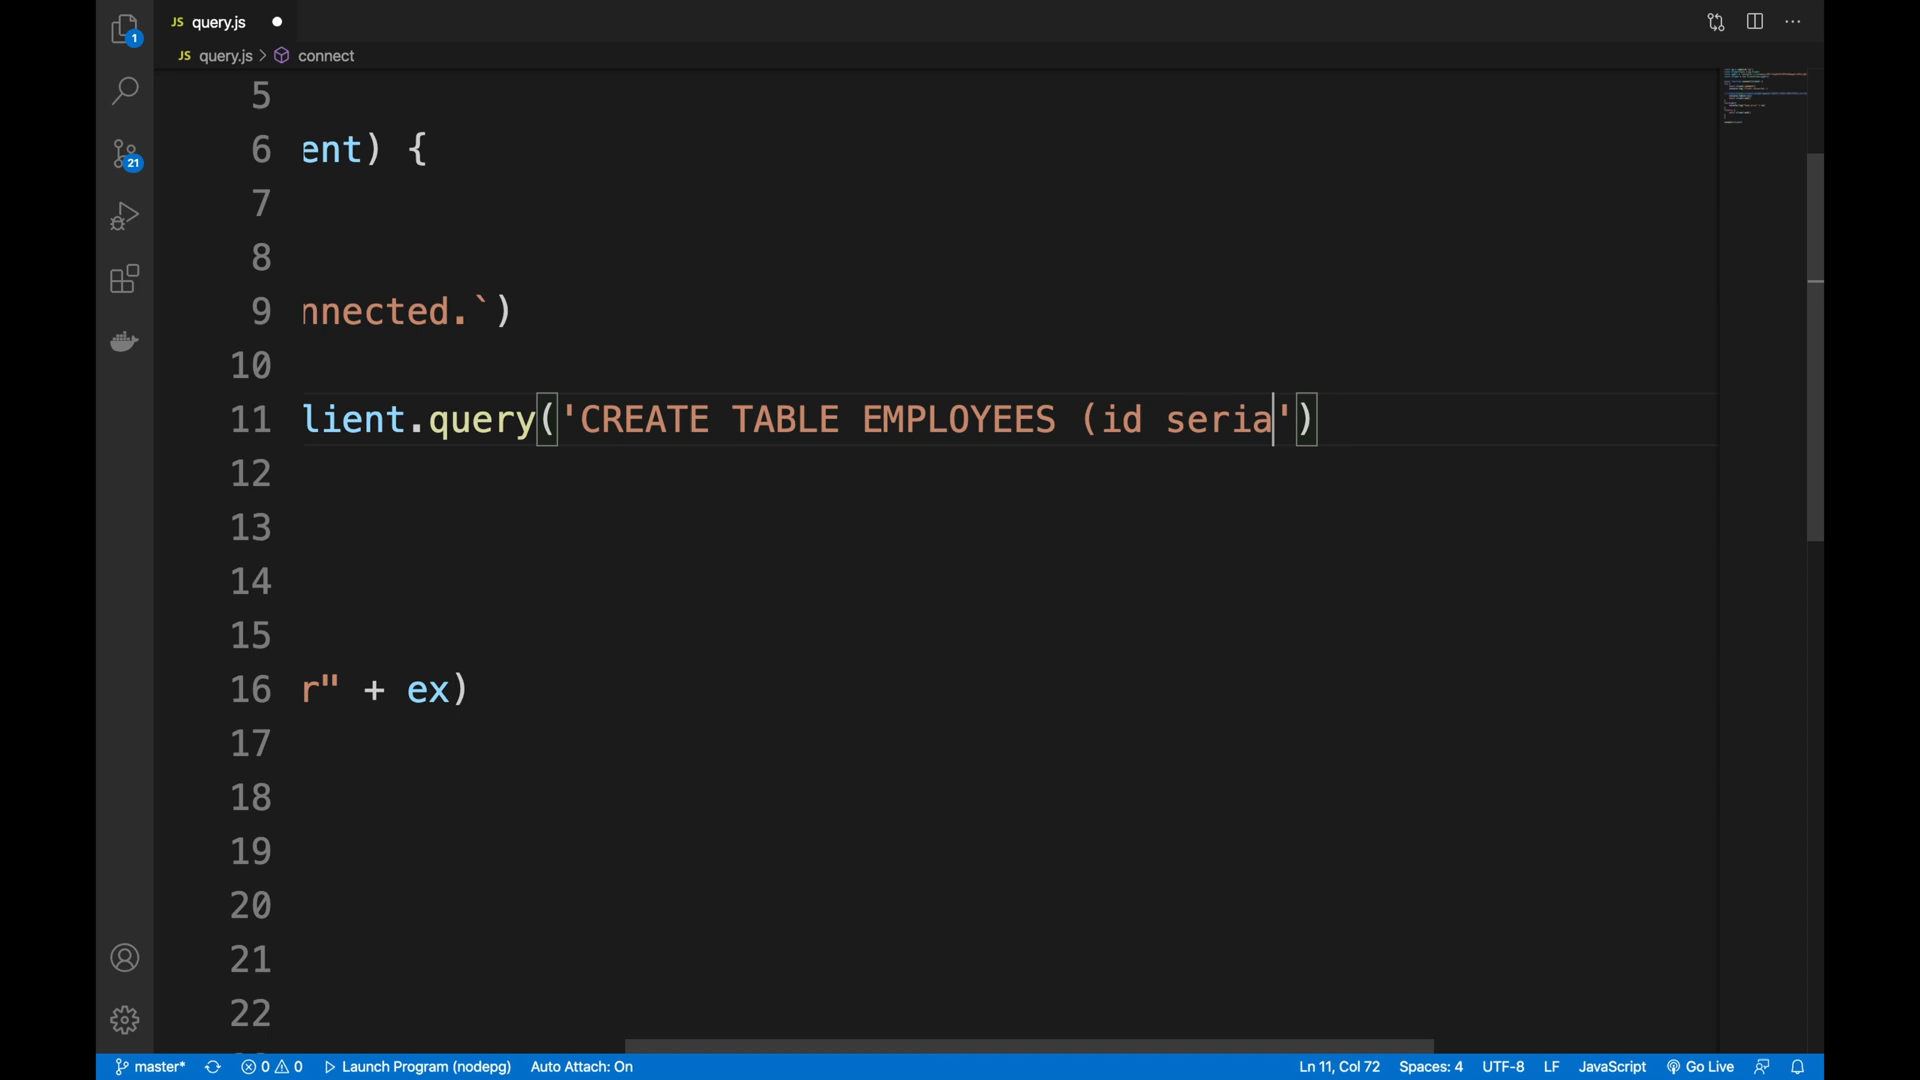 1
JS query.js
JS query.js > connect
5
6 ent) {
7
21
8
9 nnected.`)
10
11 lient.query('CREATE TABLE EMPLOYEES (id seria')
12
13
14
15
16 r" + ex)
17
18
19
20
21
22
master* 0 0 Launch Program (nodepg) Auto Attach: On Ln 11, Col 72 Spaces: 4 UTF-8 LF JavaScript Go Live